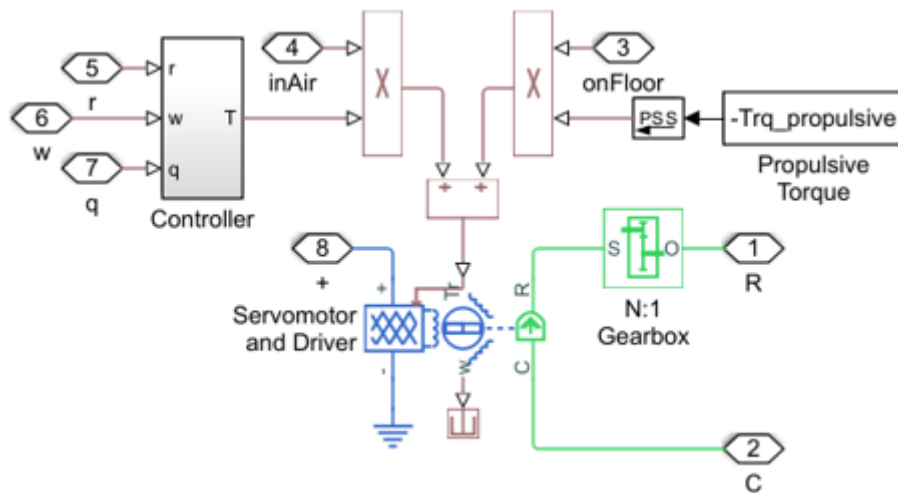 5
r
6
w
7
q
r
w
q
T
Controller
4
inAir
X
X
3
onFloor
PSS
-Trq_propulsive
Propulsive
Torque
+ +
8
+
Servomotor
and Driver
+
-
Tr
w
R
C
S O
N:1
Gearbox
1
R
2
C